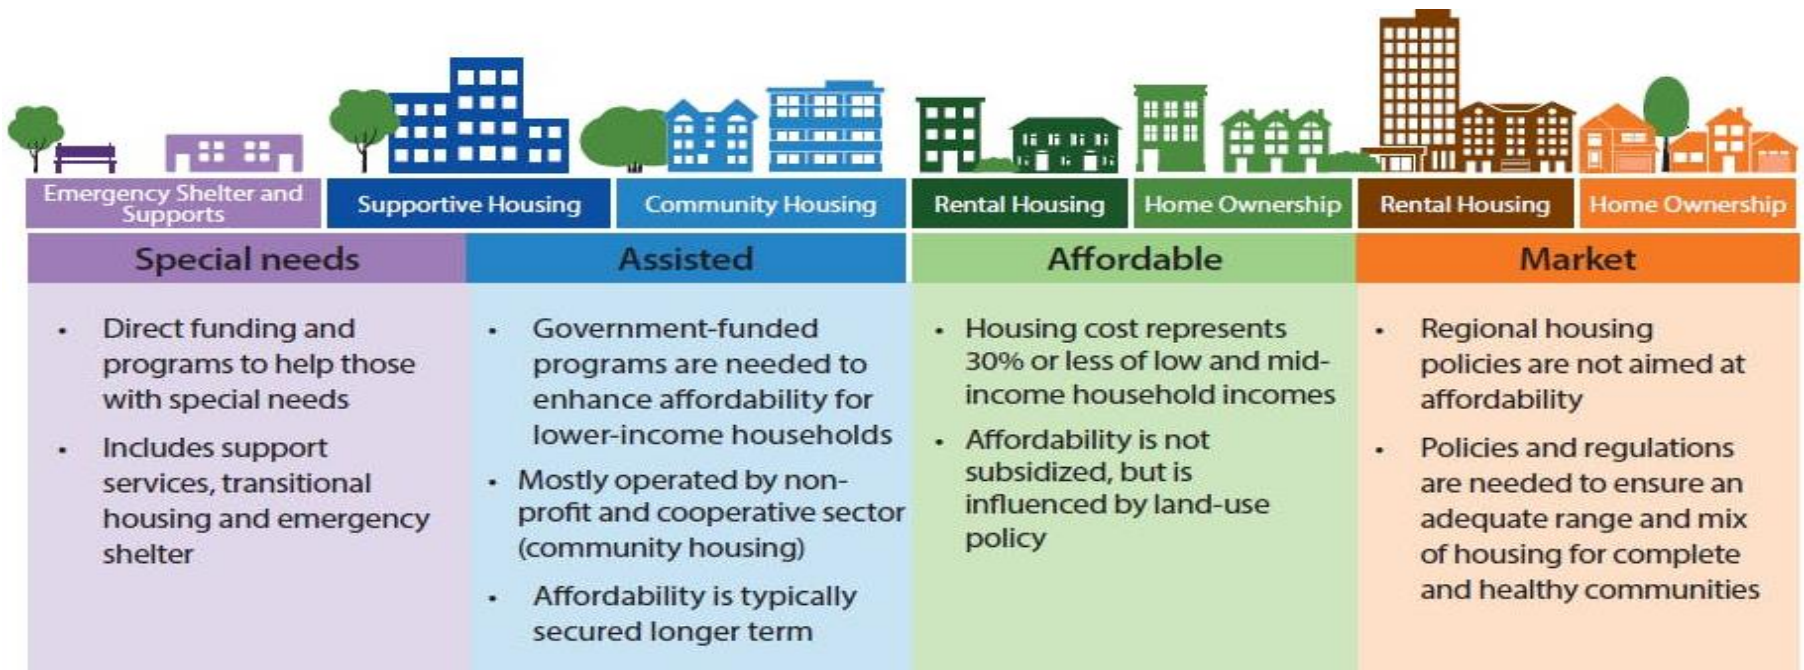 Emergency Shelter and
Supports
Supportive Housing
Community Housing
Rental Housing
Home Ownership
Rental Housing
Home Ownership
Special needs
Assisted
Affordable
Market
• Direct funding and
programs to help those
with special needs
• Includes support
services, transitional
housing and emergency
shelter
• Government-funded
programs are needed to
enhance affordability for
lower-income households
• Mostly operated by non-
profit and cooperative sector
(community housing)
• Affordability is typically
secured longer term
• Housing cost represents
30% or less of low and mid-
income household incomes
• Affordability is not
subsidized, but is
influenced by land-use
policy
• Regional housing
policies are not aimed at
affordability
• Policies and regulations
are needed to ensure an
adequate range and mix
of housing for complete
and healthy communities